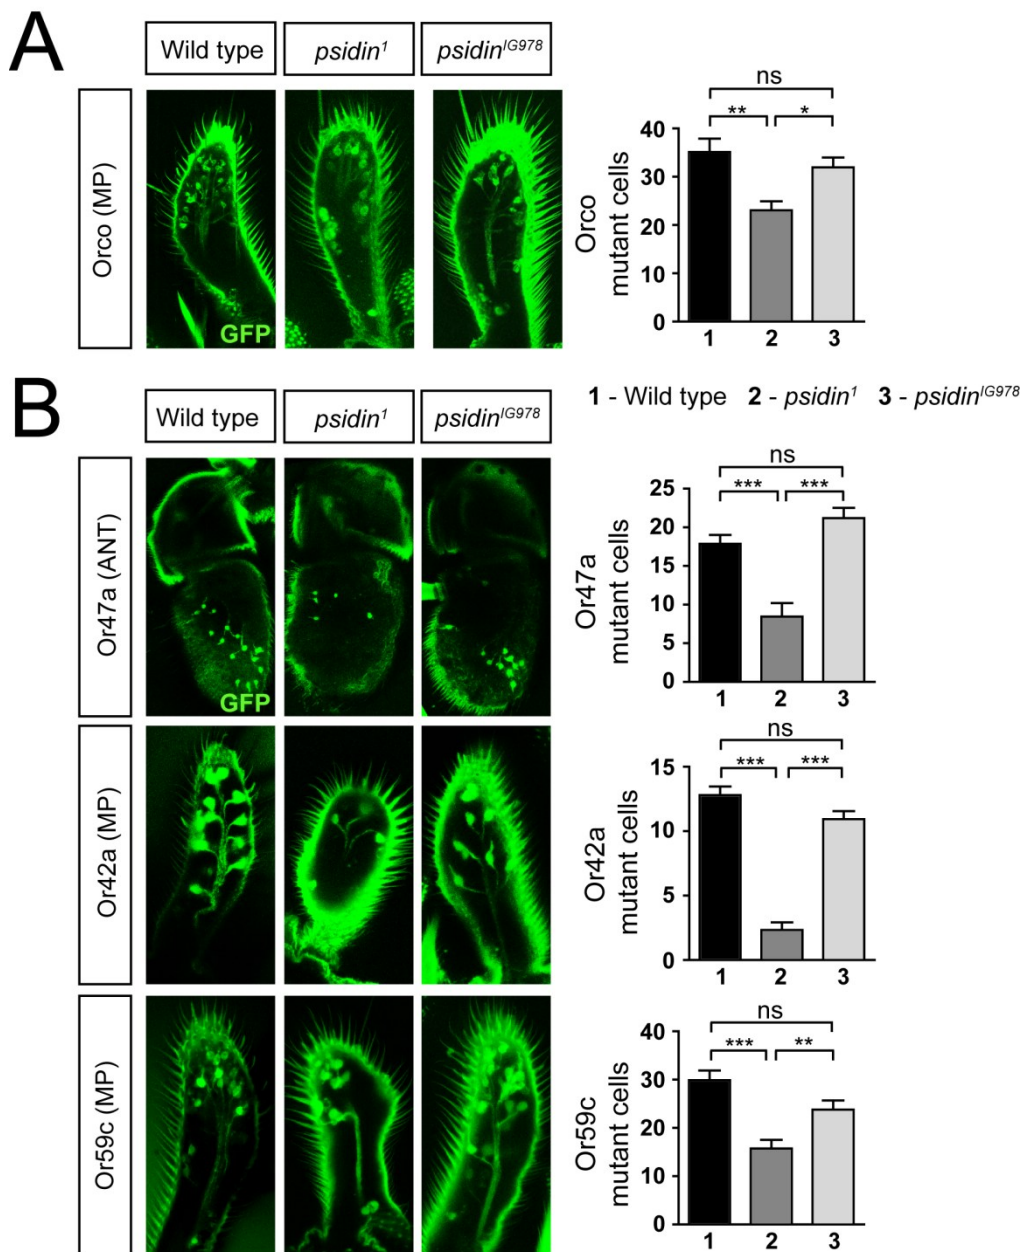 A
Wild type
psidin¹
psidinᴵᴳ⁹⁷⁸
Orco (MP)
GFP
ns
**
*
40
30
20
10
0
Orco
mutant cells
1
2
3
1 - Wild type 2 - psidin¹ 3 - psidinᴵᴳ⁹⁷⁸
B
Wild type
psidin¹
psidinᴵᴳ⁹⁷⁸
Or47a (ANT)
GFP
ns
***
***
25
20
15
10
5
0
Or47a
mutant cells
1
2
3
Or42a (MP)
ns
***
***
15
10
5
0
Or42a
mutant cells
1
2
3
Or59c (MP)
ns
***
**
40
30
20
10
0
Or59c
mutant cells
1
2
3